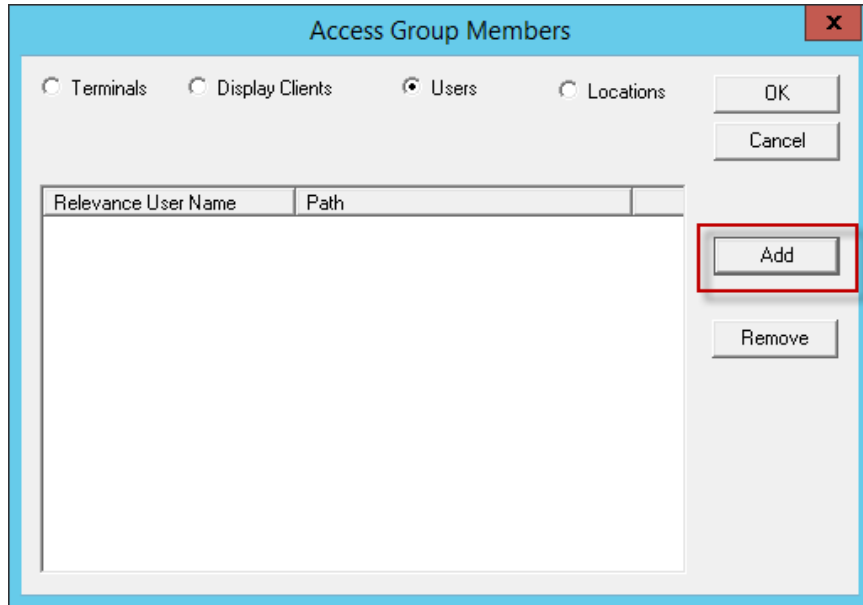 Access Group Members
x
Terminals Display Clients Users Locations
OK
Cancel
Relevance User Name Path
Add
Remove